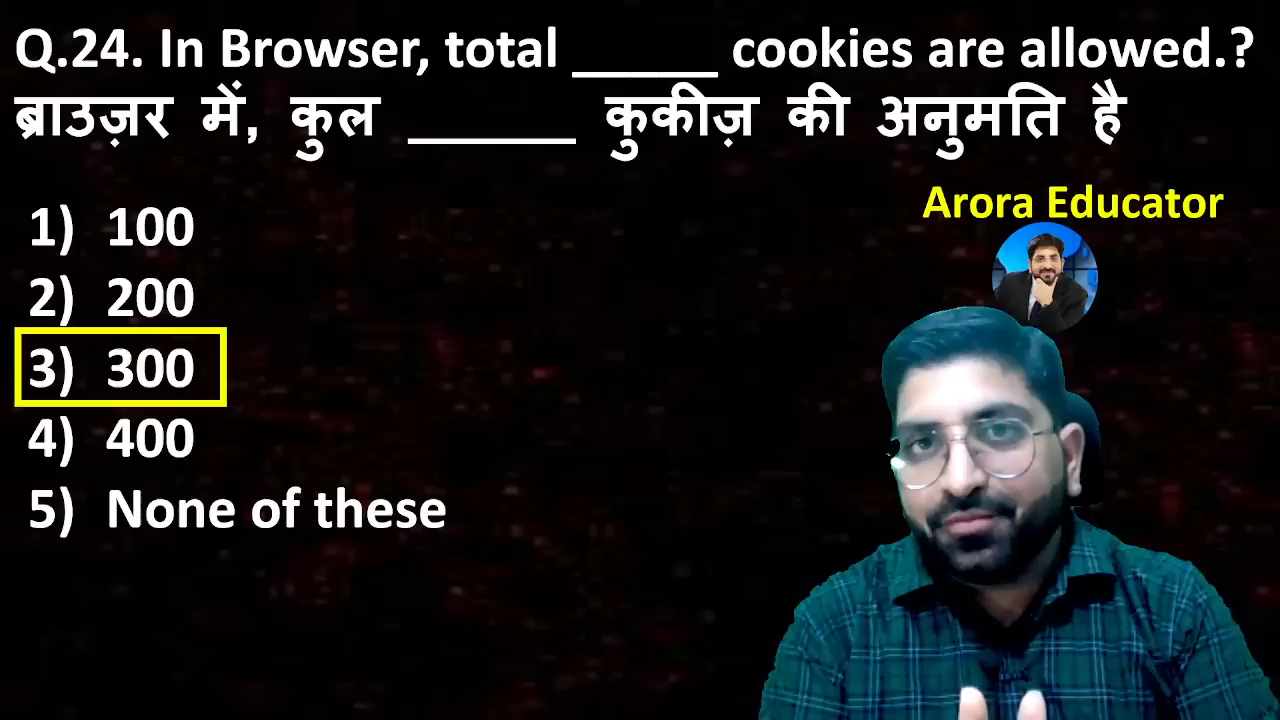 Q.24. In Browser, total _____ cookies are allowed.?
ब्राउज़र में, कुल ______ कुकीज़ की अनुमति है
Arora Educator
1) 100
2) 200
3) 300
4) 400
5) None of these